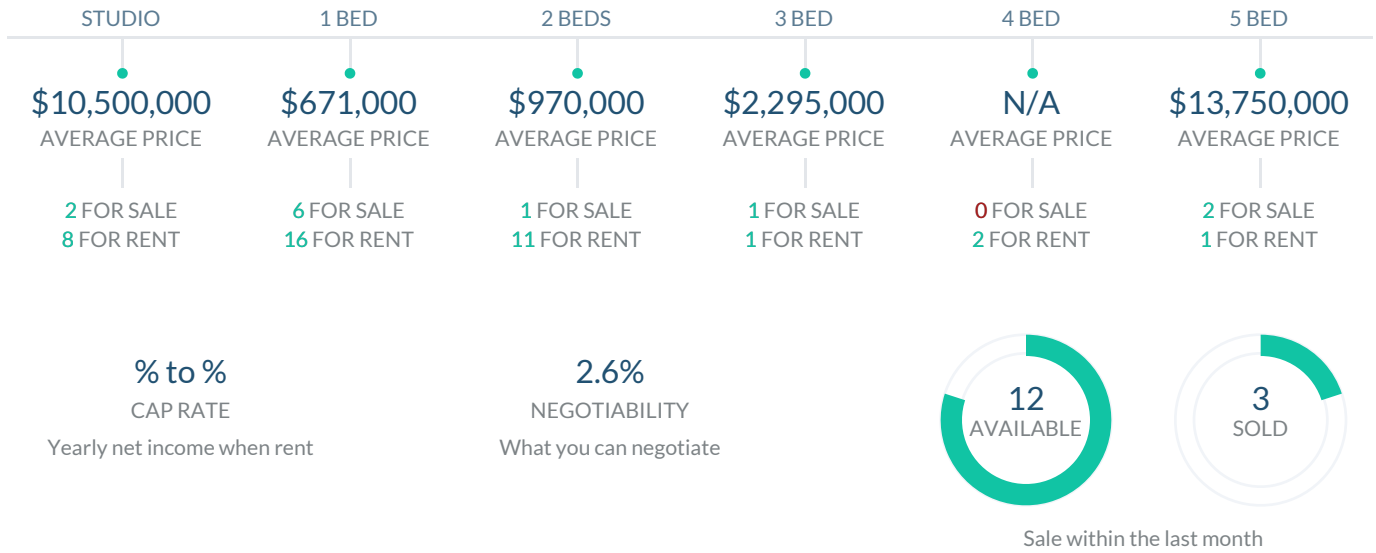 STUDIO 1 BED 2 BEDS 3 BED 4 BED 5 BED
$10,500,000 $671,000 $970,000 $2,295,000 N/A $13,750,000
AVERAGE PRICE AVERAGE PRICE AVERAGE PRICE AVERAGE PRICE AVERAGE PRICE AVERAGE PRICE
2 FOR SALE 6 FOR SALE 1 FOR SALE 1 FOR SALE 0 FOR SALE 2 FOR SALE
8 FOR RENT 16 FOR RENT 11 FOR RENT 1 FOR RENT 2 FOR RENT 1 FOR RENT
% to %
CAP RATE
Yearly net income when rent
2.6%
NEGOTIABILITY
What you can negotiate
12
AVAILABLE
3
SOLD
Sale within the last month